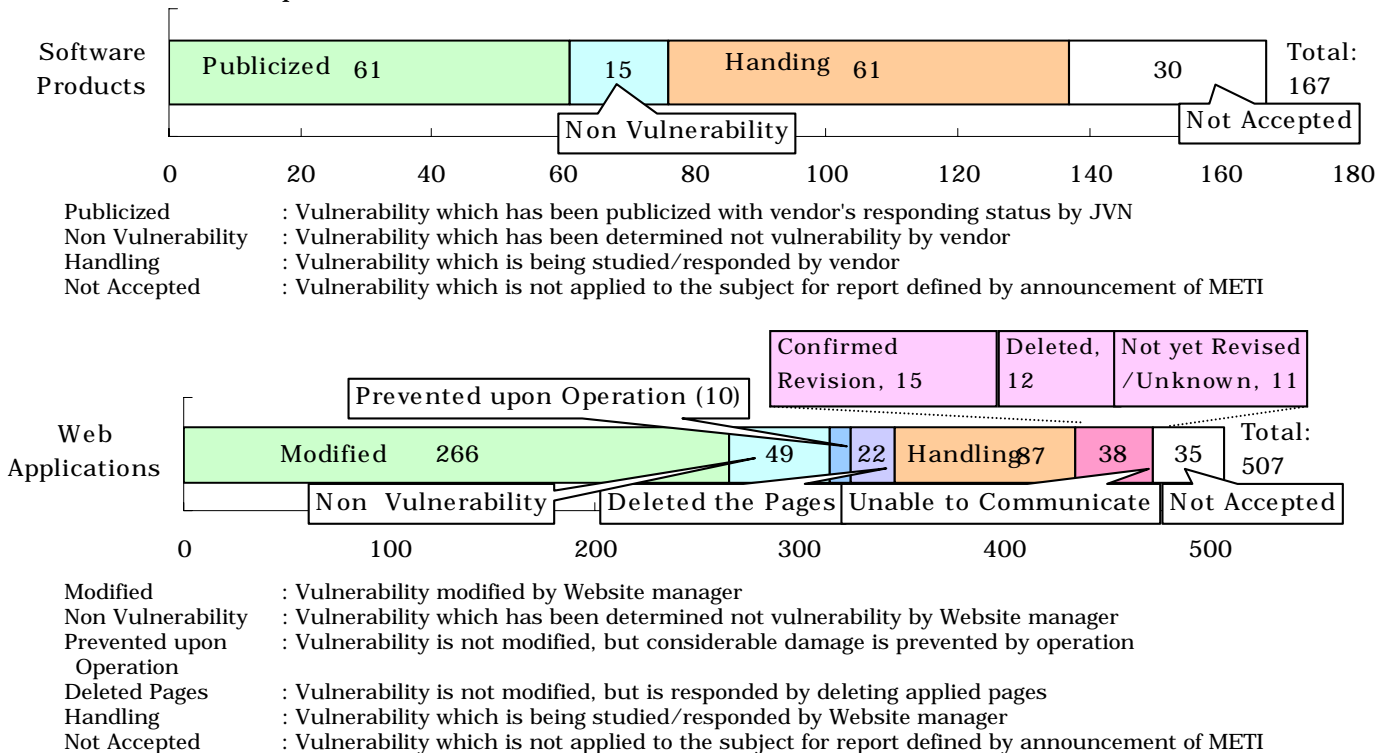 Software Products
Publicized 61
15
Handing 61
30
Total: 167
Non Vulnerability
Not Accepted
0 20 40 60 80 100 120 140 160 180
Publicized : Vulnerability which has been publicized with vendor's responding status by JVN
Non Vulnerability : Vulnerability which has been determined not vulnerability by vendor
Handling : Vulnerability which is being studied/responded by vendor
Not Accepted : Vulnerability which is not applied to the subject for report defined by announcement of METI
Confirmed Revision, 15
Deleted, 12
Not yet Revised /Unknown, 11
Prevented upon Operation (10)
Web Applications
Modified 266
49
22
Handling 87
38
35
Total: 507
Non Vulnerability
Deleted the Pages
Unable to Communicate
Not Accepted
0 100 200 300 400 500
Modified : Vulnerability modified by Website manager
Non Vulnerability : Vulnerability which has been determined not vulnerability by Website manager
Prevented upon : Vulnerability is not modified, but considerable damage is prevented by operation
Operation
Deleted Pages : Vulnerability is not modified, but is responded by deleting applied pages
Handling : Vulnerability which is being studied/responded by Website manager
Not Accepted : Vulnerability which is not applied to the subject for report defined by announcement of METI